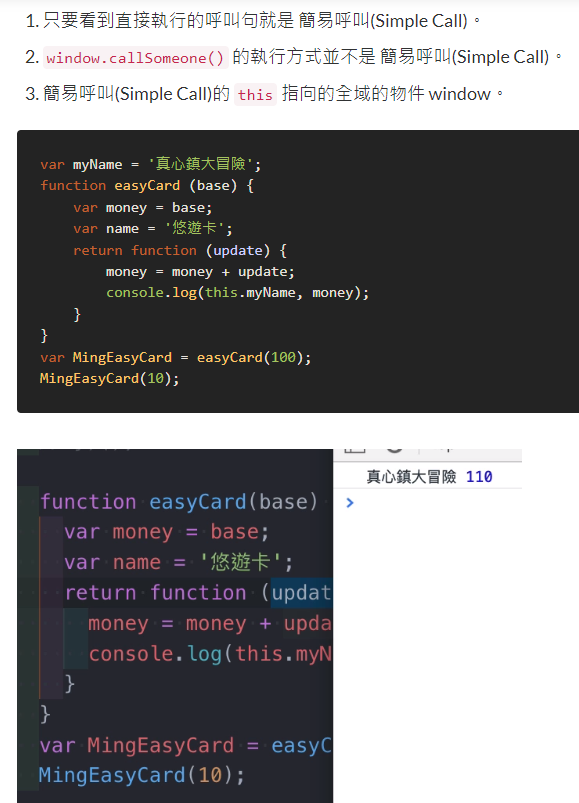 1. 只要看到直接執行的呼叫句就是 簡易呼叫(Simple Call)。
2. window.callSomeone() 的執行方式並不是 簡易呼叫(Simple Call)。
3. 簡易呼叫(Simple Call)的 this 指向的全域的物件 window。
var myName = '真心鎮大冒險';
function easyCard (base) {
var money = base;
var name = '悠遊卡';
return function (update) {
money = money + update;
console.log(this.myName, money);
}
}
var MingEasyCard = easyCard(100);
MingEasyCard(10);
真心鎮大冒險 110
function easyCard(base)
var money = base;
var name = '悠遊卡';
return function (updat
money = money + upda
console.log(this.myN
}
}
var MingEasyCard = easyC
MingEasyCard(10);